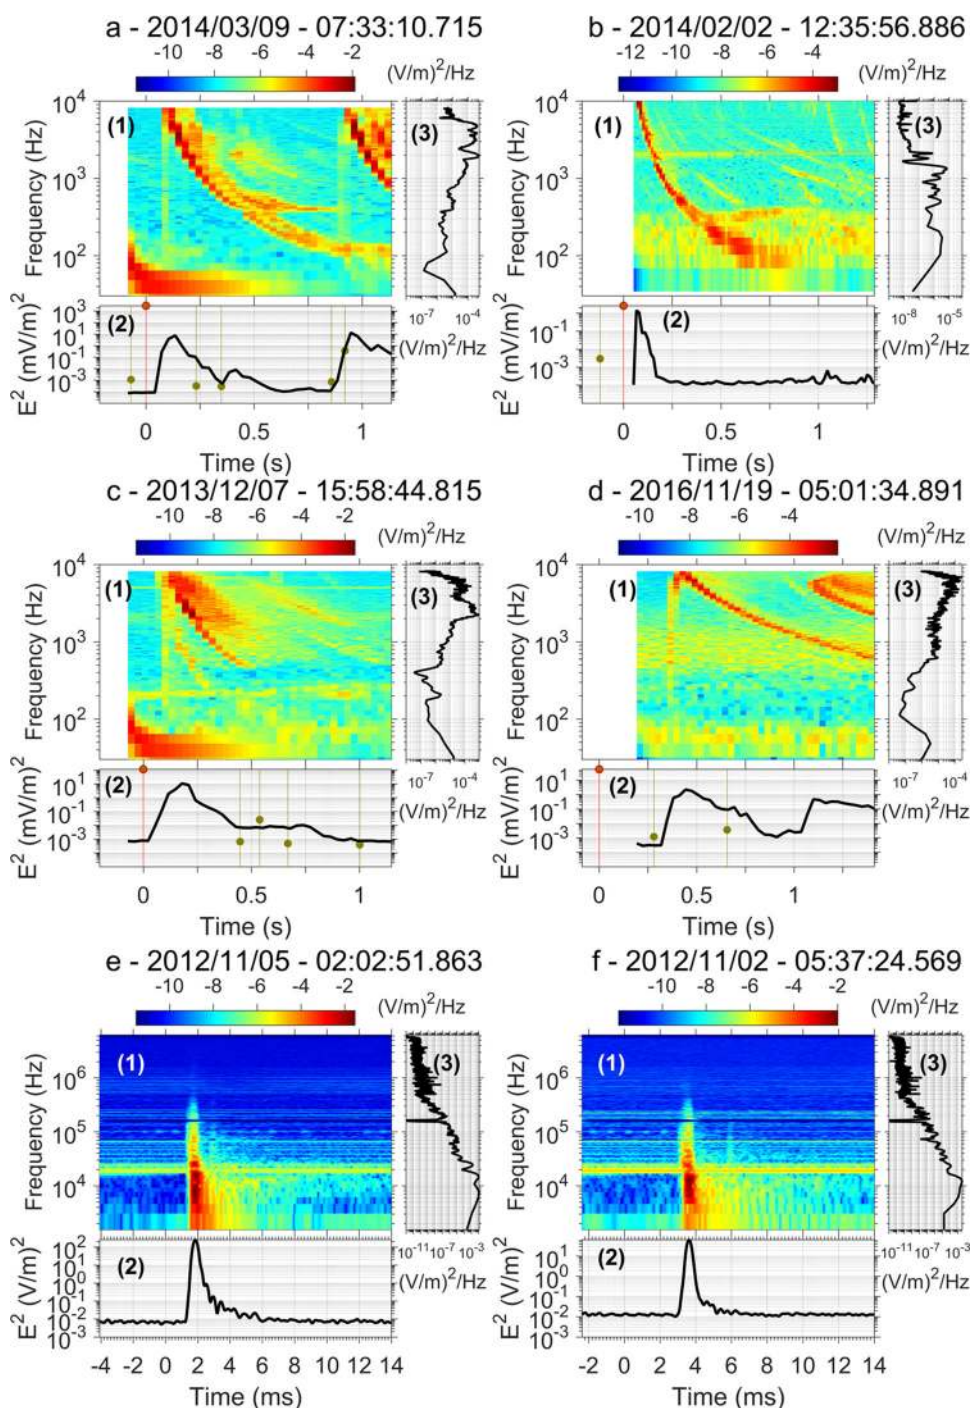 a - 2014/03/09 - 07:33:10.715
-10 -8 -6 -4 -2 (V/m)²/Hz
10⁴
10³
10²
Frequency (Hz)
(1)
(3)
10⁻⁷ 10⁻⁴
(V/m)²/Hz
10³
10¹
10⁻¹
10⁻³
E² (mV/m)²
(2)
0 0.5 1
Time (s)
b - 2014/02/02 - 12:35:56.886
-12 -10 -8 -6 -4 (V/m)²/Hz
10⁴
10³
10²
Frequency (Hz)
(1)
(3)
10⁻⁸ 10⁻⁵
(V/m)²/Hz
10⁻¹
10⁻³
E² (mV/m)²
(2)
0 0.5 1
Time (s)
c - 2013/12/07 - 15:58:44.815
-10 -8 -6 -4 -2 (V/m)²/Hz
10⁴
10³
10²
Frequency (Hz)
(1)
(3)
10⁻⁷ 10⁻⁴
(V/m)²/Hz
10¹
10⁻¹
10⁻³
E² (mV/m)²
(2)
0 0.5 1
Time (s)
d - 2016/11/19 - 05:01:34.891
-10 -8 -6 -4 (V/m)²/Hz
10⁴
10³
10²
Frequency (Hz)
(1)
(3)
10⁻⁷ 10⁻⁴
(V/m)²/Hz
10¹
10⁻¹
10⁻³
E² (mV/m)²
(2)
0 0.5 1
Time (s)
e - 2012/11/05 - 02:02:51.863
-10 -8 -6 -4 -2 (V/m)²/Hz
10⁶
10⁵
10⁴
Frequency (Hz)
(1)
(3)
10⁻¹¹ 10⁻⁷ 10⁻³
(V/m)²/Hz
10²
10¹
10⁰
10⁻¹
10⁻²
10⁻³
E² (V/m)²
(2)
-4 -2 0 2 4 6 8 10 12 14
Time (ms)
f - 2012/11/02 - 05:37:24.569
-10 -8 -6 -4 -2 (V/m)²/Hz
10⁶
10⁵
10⁴
Frequency (Hz)
(1)
(3)
10⁻¹¹ 10⁻⁷ 10⁻³
(V/m)²/Hz
10¹
10⁰
10⁻¹
10⁻²
10⁻³
E² (V/m)²
(2)
-2 0 2 4 6 8 10 12 14
Time (ms)